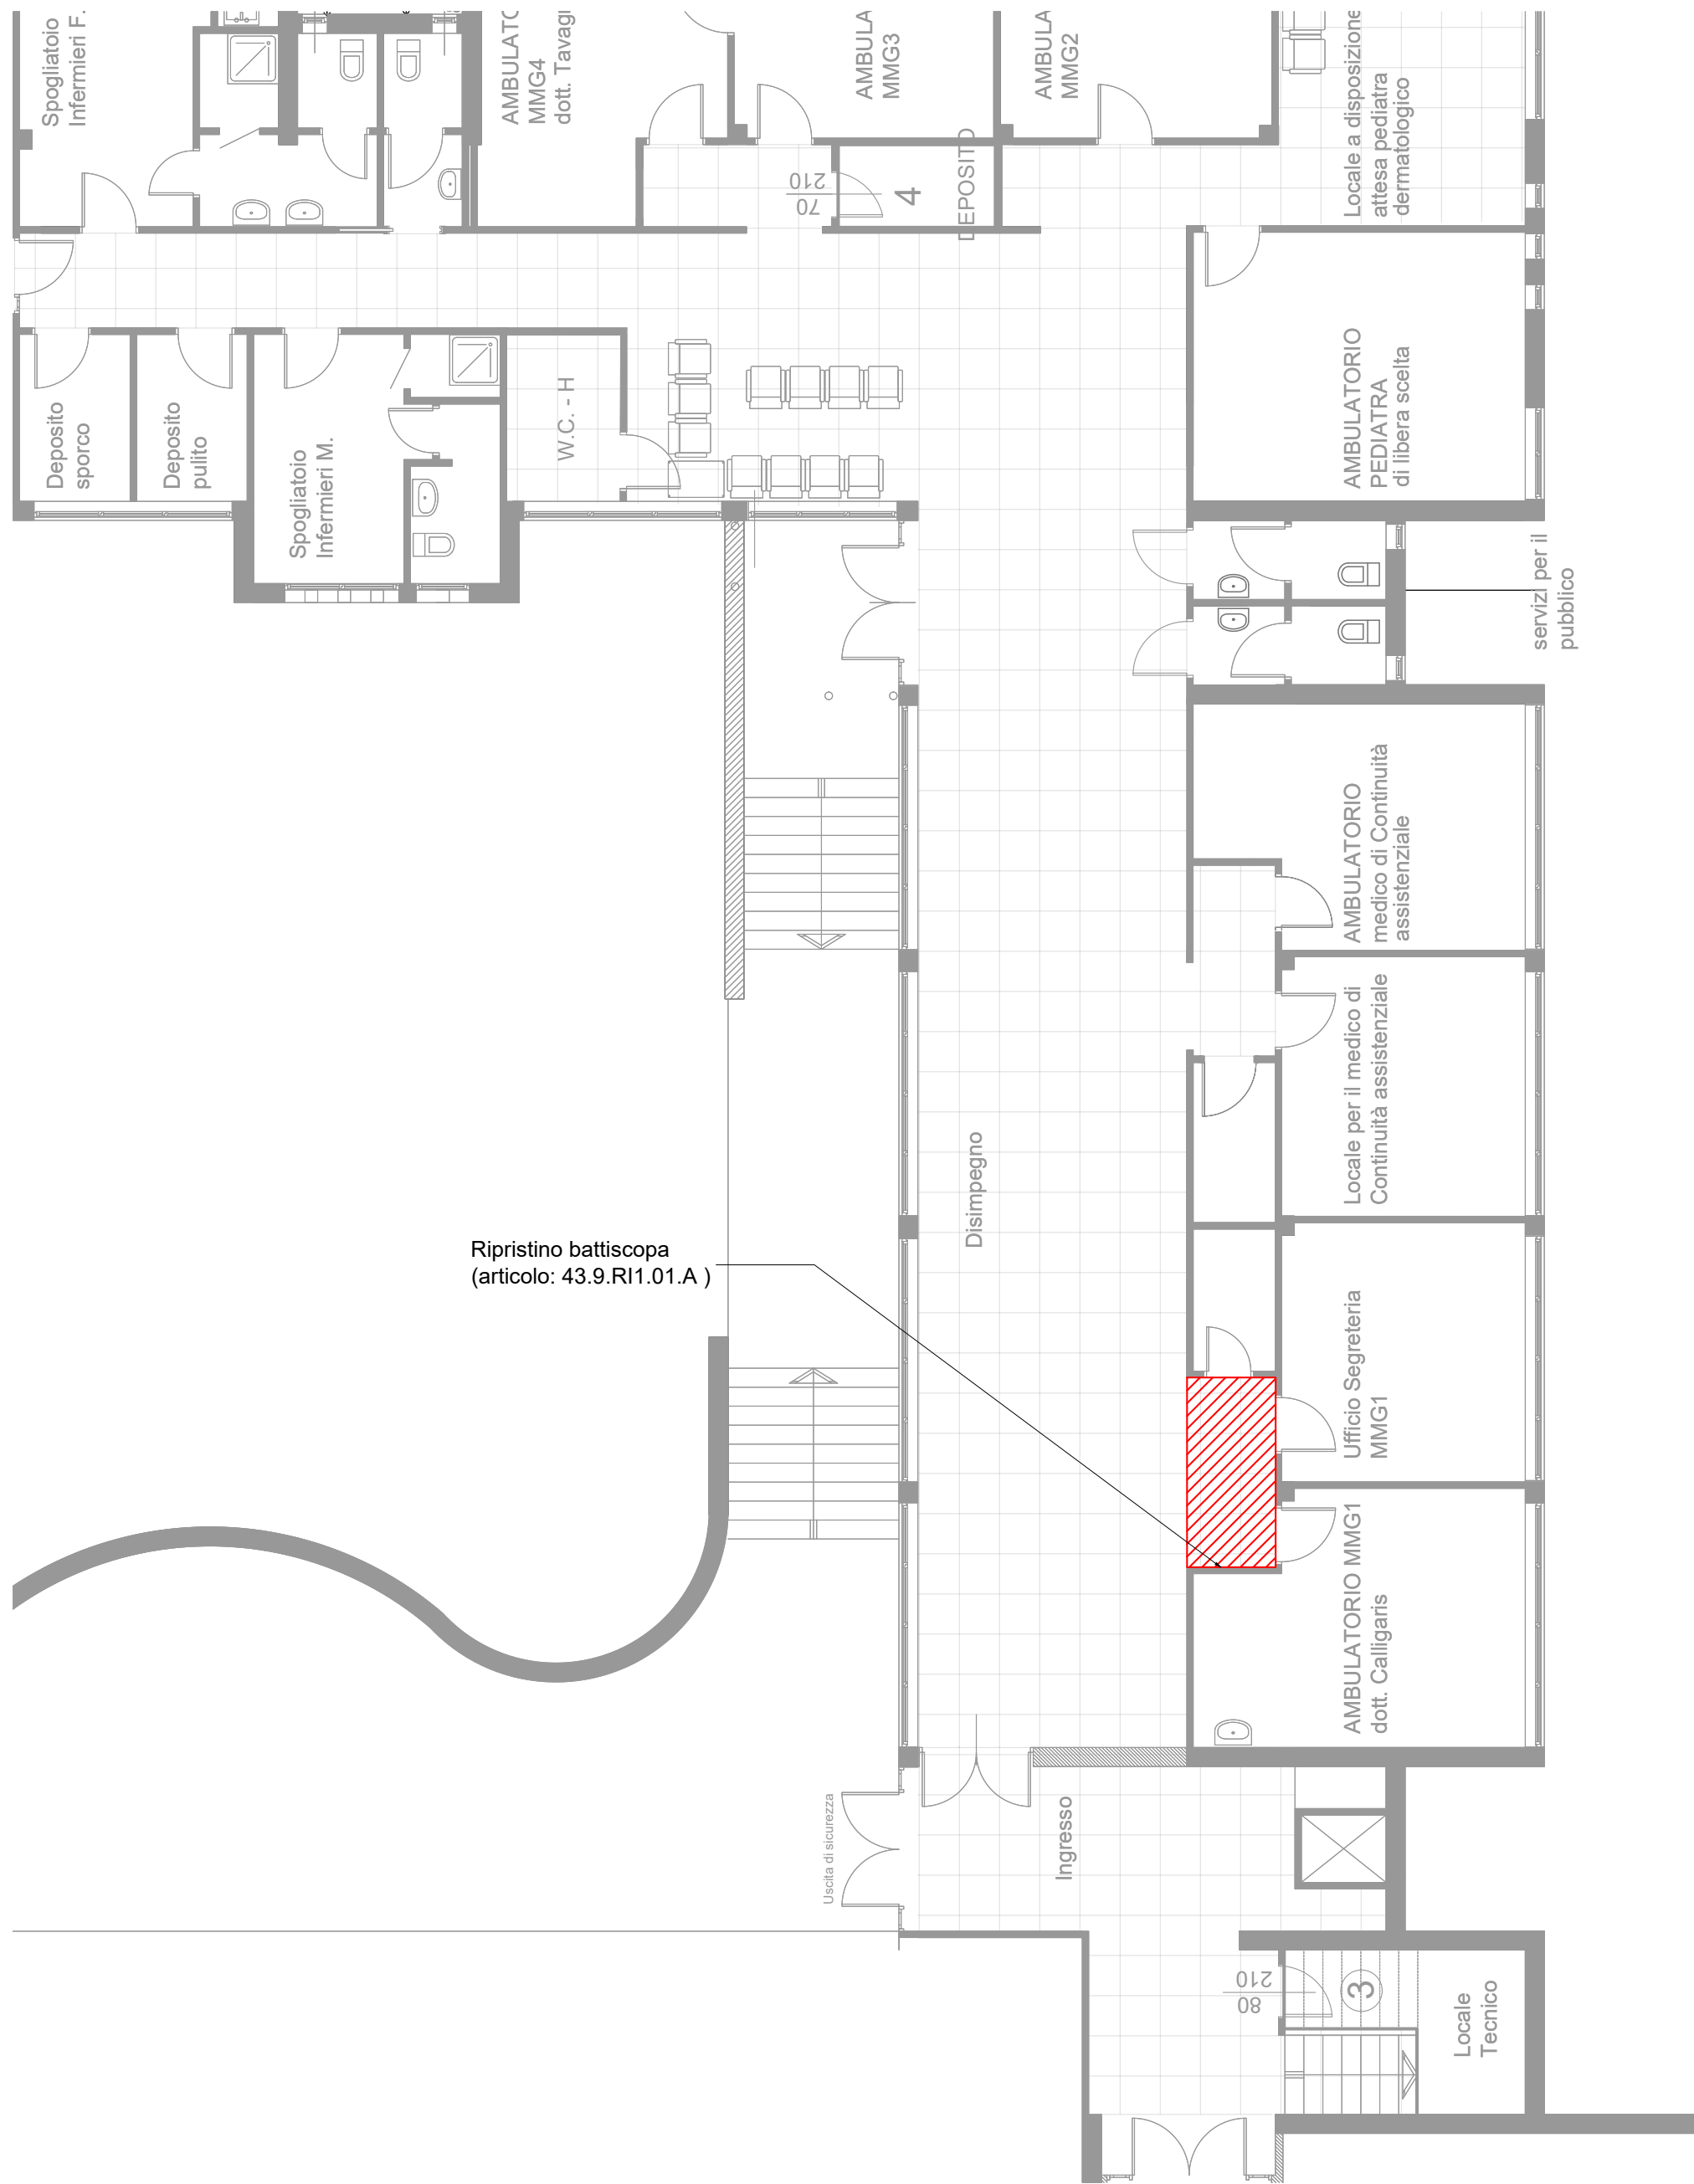 Spogliatoio
Infermieri F.
MMG4
dott. Tavagi
MMG3
MMG2
Locale a disposizione
attesa pediatra
dermatologico
70
210
4
DEPOSITO
Deposito
sporco
Deposito
pulito
Spogliatoio
Infermieri M.
W.C. - H
AMBULATORIO
PEDIATRA
di libera scelta
servizi per il
pubblico
AMBULATORIO
medico di Continuità
assistenziale
Locale per il medico di
Continuità assistenziale
Disimpegno
Ripristino battiscopa
(articolo: 43.9.RI1.01.A )
Ufficio Segreteria
MMG1
AMBULATORIO MMG1
dott. Calligaris
Uscita di sicurezza
Ingresso
80
210
3
Locale
Tecnico